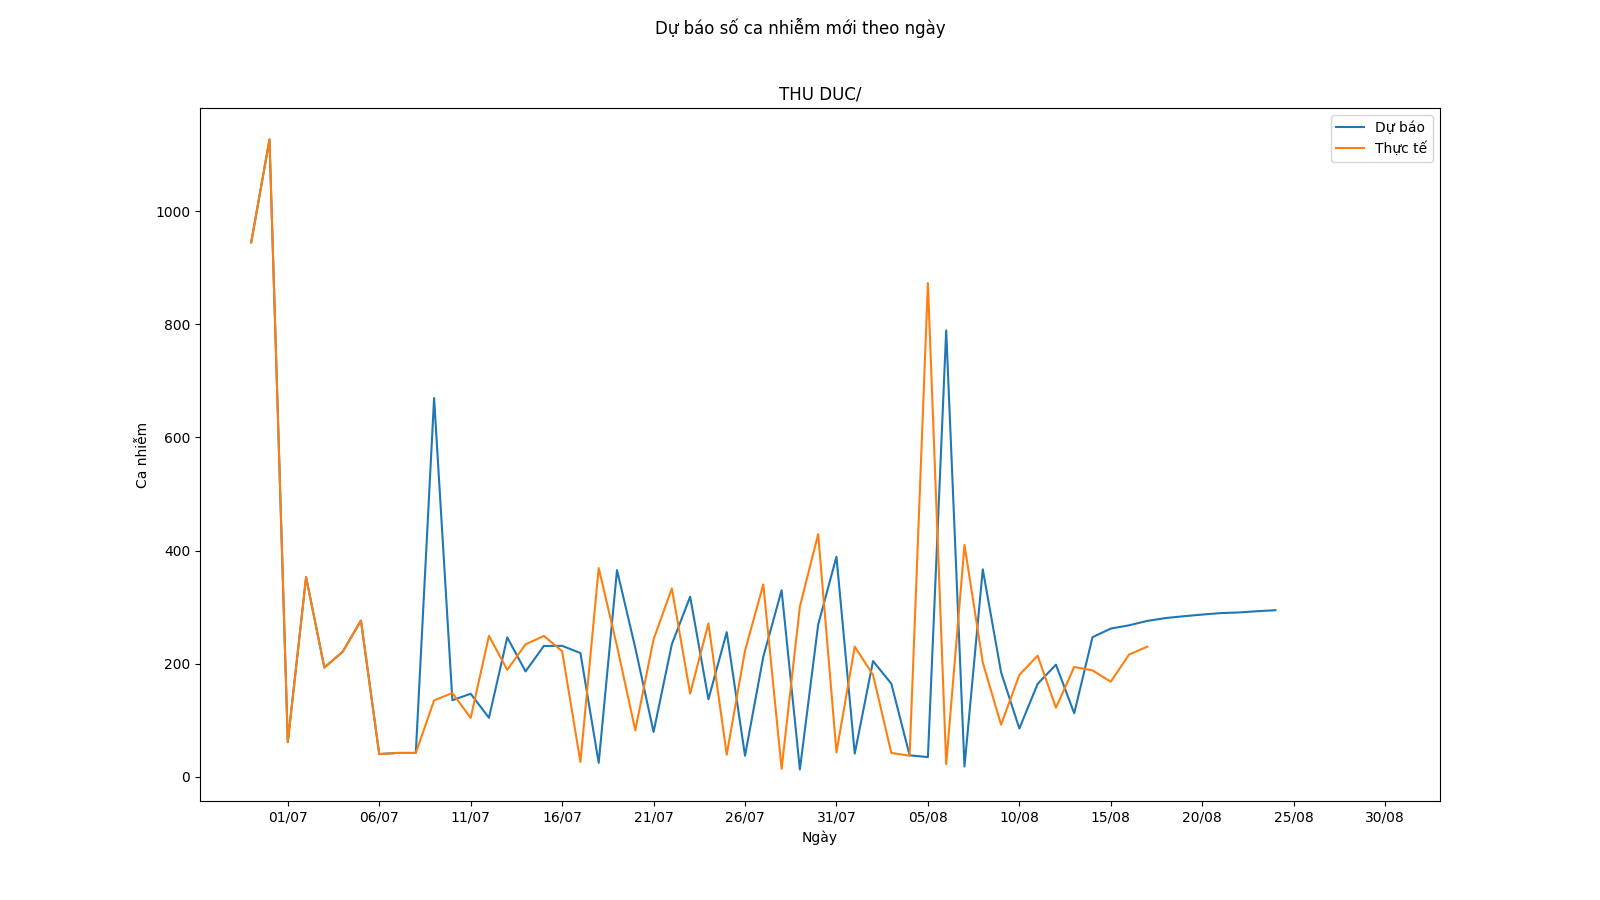 Dự báo số ca nhiễm mới theo ngày
THU DUC/
Dự báo
Thực tế
1000
800
600
400
200
0
Ca nhiễm
01/07 06/07 11/07 16/07 21/07 26/07 31/07 05/08 10/08 15/08 20/08 25/08 30/08
Ngày